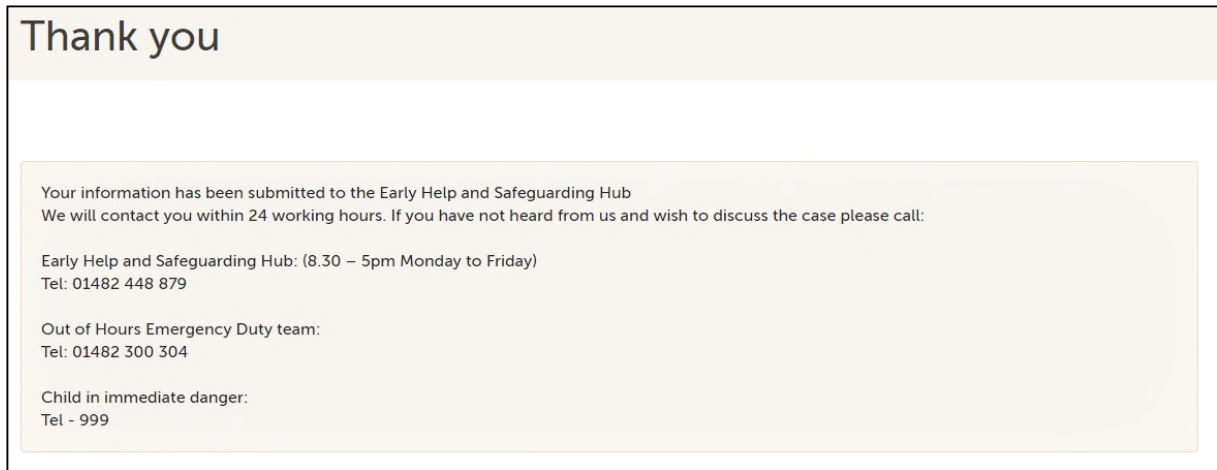 Thank you
Your information has been submitted to the Early Help and Safeguarding Hub
We will contact you within 24 working hours. If you have not heard from us and wish to discuss the case please call:
Early Help and Safeguarding Hub: (8.30 – 5pm Monday to Friday)
Tel: 01482 448 879
Out of Hours Emergency Duty team:
Tel: 01482 300 304
Child in immediate danger:
Tel - 999